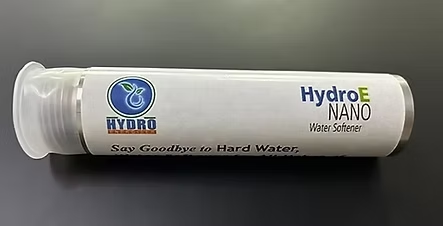 HydroE
NANO
Water Softener
HYDRO
Say Goodbye to Hard Water,